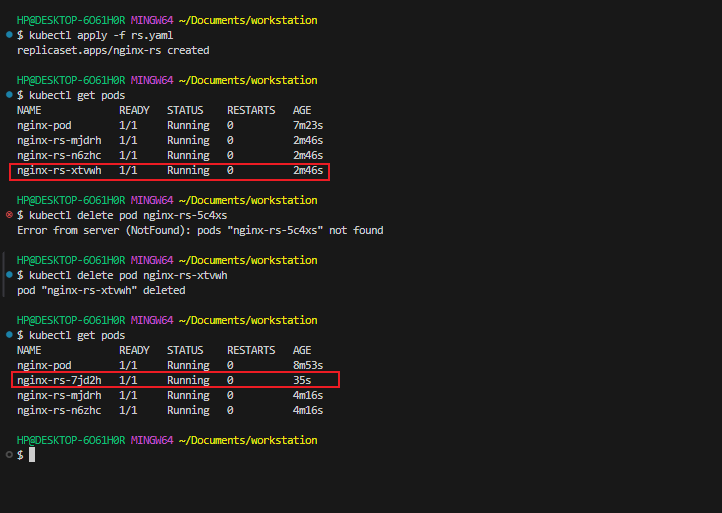 HP@DESKTOP-6O61H0R MINGW64 ~/Documents/workstation
$ kubectl apply -f rs.yaml
replicaset.apps/nginx-rs created
HP@DESKTOP-6O61H0R MINGW64 ~/Documents/workstation
$ kubectl get pods
NAME READY STATUS RESTARTS AGE
nginx-pod 1/1 Running 0 7m23s
nginx-rs-mjdrh 1/1 Running 0 2m46s
nginx-rs-n6zhc 1/1 Running 0 2m46s
nginx-rs-xtvwh 1/1 Running 0 2m46s
HP@DESKTOP-6O61H0R MINGW64 ~/Documents/workstation
$ kubectl delete pod nginx-rs-5c4xs
Error from server (NotFound): pods "nginx-rs-5c4xs" not found
HP@DESKTOP-6O61H0R MINGW64 ~/Documents/workstation
$ kubectl delete pod nginx-rs-xtvwh
pod "nginx-rs-xtvwh" deleted
HP@DESKTOP-6O61H0R MINGW64 ~/Documents/workstation
$ kubectl get pods
NAME READY STATUS RESTARTS AGE
nginx-pod 1/1 Running 0 8m53s
nginx-rs-7jd2h 1/1 Running 0 35s
nginx-rs-mjdrh 1/1 Running 0 4m16s
nginx-rs-n6zhc 1/1 Running 0 4m16s
HP@DESKTOP-6O61H0R MINGW64 ~/Documents/workstation
$